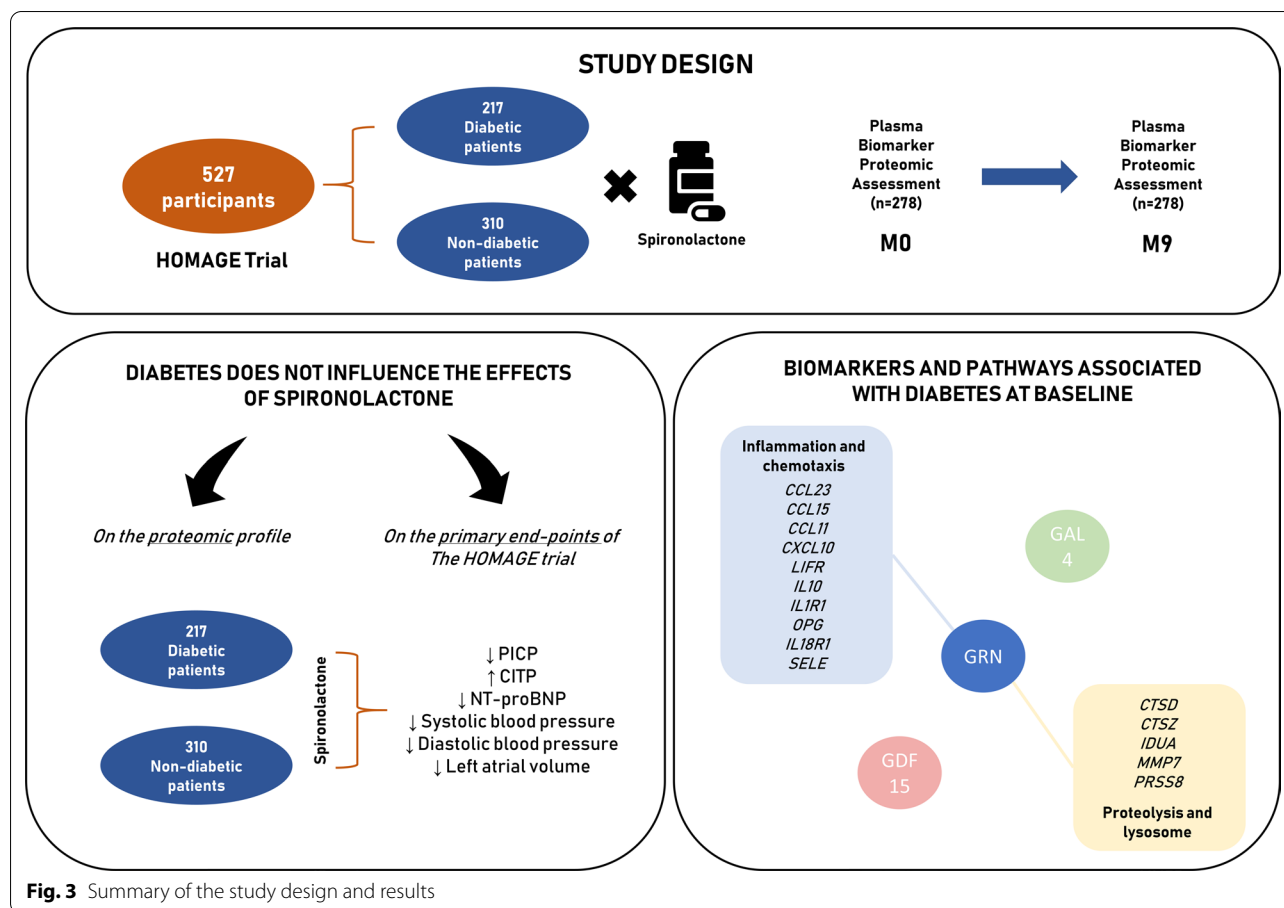 STUDY DESIGN
527
participants
HOMAGE Trial
217
Diabetic
patients
310
Non-diabetic
patients
Spironolactone
Plasma
Biomarker
Proteomic
Assessment
(n=278)
M0
Plasma
Biomarker
Proteomic
Assessment
(n=278)
M9
DIABETES DOES NOT INFLUENCE THE EFFECTS
OF SPIRONOLACTONE
On the proteomic profile
On the primary end-points of
The HOMAGE trial
217
Diabetic
patients
310
Non-diabetic
patients
Spironolactone
↓ PICP
↑ CITP
↓ NT-proBNP
↓ Systolic blood pressure
↓ Diastolic blood pressure
↓ Left atrial volume
BIOMARKERS AND PATHWAYS ASSOCIATED
WITH DIABETES AT BASELINE
Inflammation and
chemotaxis
CCL23
CCL15
CCL11
CXCL10
LIFR
IL10
IL1R1
OPG
IL18R1
SELE
GAL
4
GRN
GDF
15
CTSD
CTSZ
IDUA
MMP7
PRSS8
Proteolysis and
lysosome
Fig. 3 Summary of the study design and results